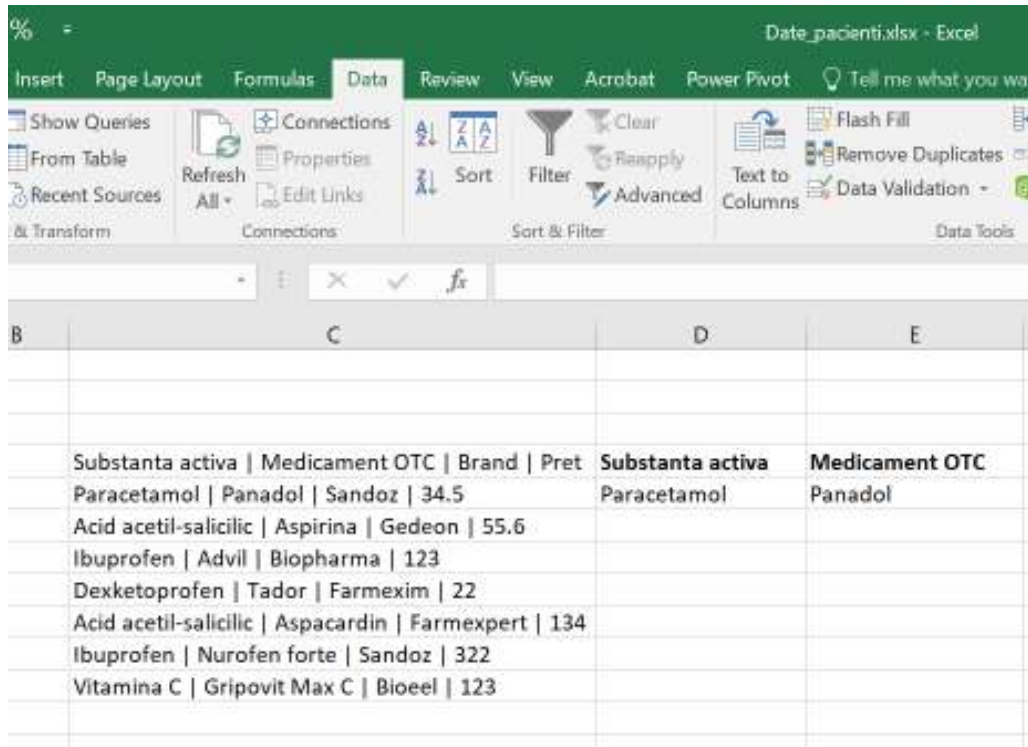 %
Date_pacienti.xlsx - Excel
Insert Page Layout Formulas Data Review View Acrobat Power Pivot Tell me what you wa
Show Queries
From Table
Recent Sources
& Transform
Refresh
All
Connections
Properties
Edit Links
Connections
Sort
Filter
Clear
Reapply
Advanced
Sort & Filter
Text to
Columns
Flash Fill
Remove Duplicates
Data Validation
Data Tools
fx
B C D E
Substanta activa | Medicament OTC | Brand | Pret Substanta activa Medicament OTC
Paracetamol | Panadol | Sandoz | 34.5 Paracetamol Panadol
Acid acetil-salicilic | Aspirina | Gedeon | 55.6
Ibuprofen | Advil | Biopharma | 123
Dexketoprofen | Tador | Farmexim | 22
Acid acetil-salicilic | Aspacardin | Farmexpert | 134
Ibuprofen | Nurofen forte | Sandoz | 322
Vitamina C | Gripovit Max C | Bioeel | 123